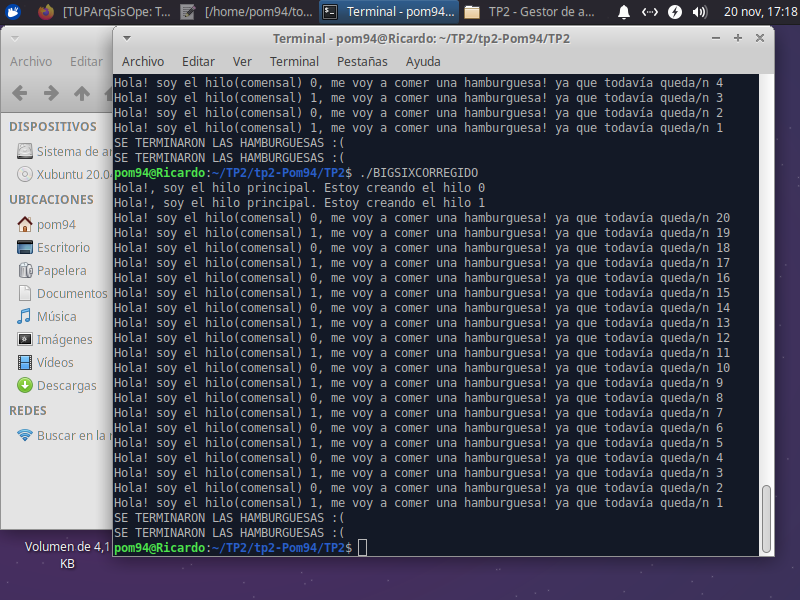 [TUPArqSisOpe: T... [/home/pom94/to... Terminal - pom94... TP2 - Gestor de a... 20 nov, 17:18
Terminal - pom94@Ricardo: ~/TP2/tp2-Pom94/TP2
Archivo Editar
Archivo Editar Ver Terminal Pestañas Ayuda
DISPOSITIVOS
Sistema de ar
Xubuntu 20.04
UBICACIONES
pom94
Escritorio
Papelera
Documentos
Música
Imágenes
Vídeos
Descargas
REDES
Buscar en la r
Volumen de 4,1
KB
Hola! soy el hilo(comensal) 0, me voy a comer una hamburguesa! ya que todavía queda/n 4
Hola! soy el hilo(comensal) 1, me voy a comer una hamburguesa! ya que todavía queda/n 3
Hola! soy el hilo(comensal) 0, me voy a comer una hamburguesa! ya que todavía queda/n 2
Hola! soy el hilo(comensal) 1, me voy a comer una hamburguesa! ya que todavía queda/n 1
SE TERMINARON LAS HAMBURGUESAS :(
SE TERMINARON LAS HAMBURGUESAS :(
pom94@Ricardo:~/TP2/tp2-Pom94/TP2$ ./BIGSIXCORREGIDO
Hola!, soy el hilo principal. Estoy creando el hilo 0
Hola!, soy el hilo principal. Estoy creando el hilo 1
Hola! soy el hilo(comensal) 0, me voy a comer una hamburguesa! ya que todavía queda/n 20
Hola! soy el hilo(comensal) 1, me voy a comer una hamburguesa! ya que todavía queda/n 19
Hola! soy el hilo(comensal) 0, me voy a comer una hamburguesa! ya que todavía queda/n 18
Hola! soy el hilo(comensal) 1, me voy a comer una hamburguesa! ya que todavía queda/n 17
Hola! soy el hilo(comensal) 0, me voy a comer una hamburguesa! ya que todavía queda/n 16
Hola! soy el hilo(comensal) 1, me voy a comer una hamburguesa! ya que todavía queda/n 15
Hola! soy el hilo(comensal) 0, me voy a comer una hamburguesa! ya que todavía queda/n 14
Hola! soy el hilo(comensal) 1, me voy a comer una hamburguesa! ya que todavía queda/n 13
Hola! soy el hilo(comensal) 0, me voy a comer una hamburguesa! ya que todavía queda/n 12
Hola! soy el hilo(comensal) 1, me voy a comer una hamburguesa! ya que todavía queda/n 11
Hola! soy el hilo(comensal) 0, me voy a comer una hamburguesa! ya que todavía queda/n 10
Hola! soy el hilo(comensal) 1, me voy a comer una hamburguesa! ya que todavía queda/n 9
Hola! soy el hilo(comensal) 0, me voy a comer una hamburguesa! ya que todavía queda/n 8
Hola! soy el hilo(comensal) 1, me voy a comer una hamburguesa! ya que todavía queda/n 7
Hola! soy el hilo(comensal) 0, me voy a comer una hamburguesa! ya que todavía queda/n 6
Hola! soy el hilo(comensal) 1, me voy a comer una hamburguesa! ya que todavía queda/n 5
Hola! soy el hilo(comensal) 0, me voy a comer una hamburguesa! ya que todavía queda/n 4
Hola! soy el hilo(comensal) 1, me voy a comer una hamburguesa! ya que todavía queda/n 3
Hola! soy el hilo(comensal) 0, me voy a comer una hamburguesa! ya que todavía queda/n 2
Hola! soy el hilo(comensal) 1, me voy a comer una hamburguesa! ya que todavía queda/n 1
SE TERMINARON LAS HAMBURGUESAS :(
SE TERMINARON LAS HAMBURGUESAS :(
pom94@Ricardo:~/TP2/tp2-Pom94/TP2$